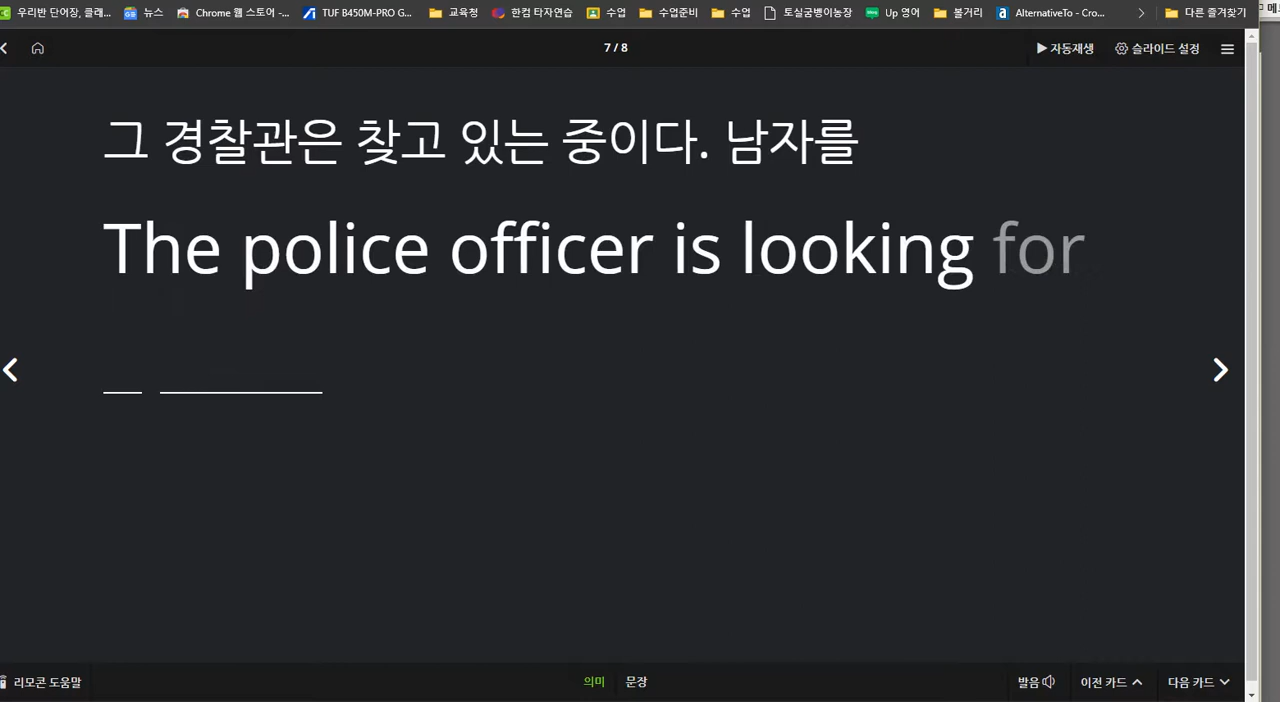 우리반 단어장, 클래... 뉴스 Chrome 웹 스토어 -... TUF B450M-PRO G... 교육청 한컴 타자연습 수업 수업준비 수업 토실굼벵이농장 Up 영어 볼거리 AlternativeTo - Cro... 다른 즐겨찾기
7 / 8 자동재생 슬라이드 설정
그 경찰관은 찾고 있는 중이다. 남자를
The police officer is looking for
리모콘 도움말 의미 문장 발음 이전 카드 다음 카드